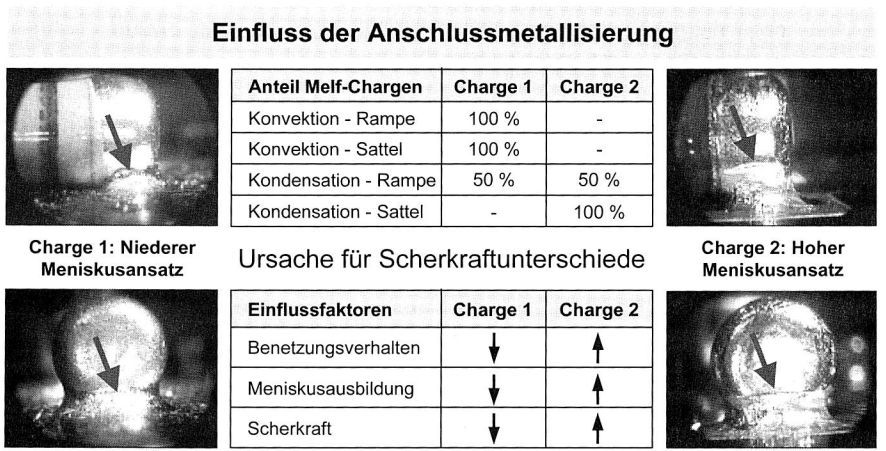 Einfluss der Anschlussmetallisierung
Anteil Melf-Chargen Charge 1 Charge 2
Konvektion - Rampe 100 % -
Konvektion - Sattel 100 % -
Kondensation - Rampe 50 % 50 %
Kondensation - Sattel - 100 %
Charge 1: Niederer
Meniskusansatz
Ursache für Scherkraftunterschiede
Charge 2: Hoher
Meniskusansatz
Einflussfaktoren Charge 1 Charge 2
Benetzungsverhalten ↓ ↑
Meniskusausbildung ↓ ↑
Scherkraft ↓ ↑